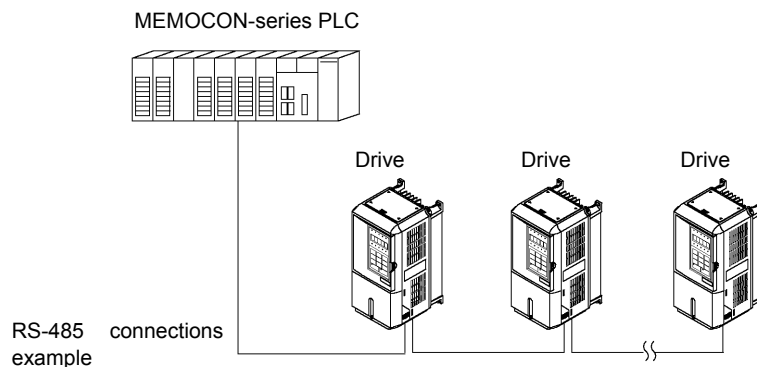 MEMOCON-series PLC
Drive Drive Drive
RS-485 connections
example